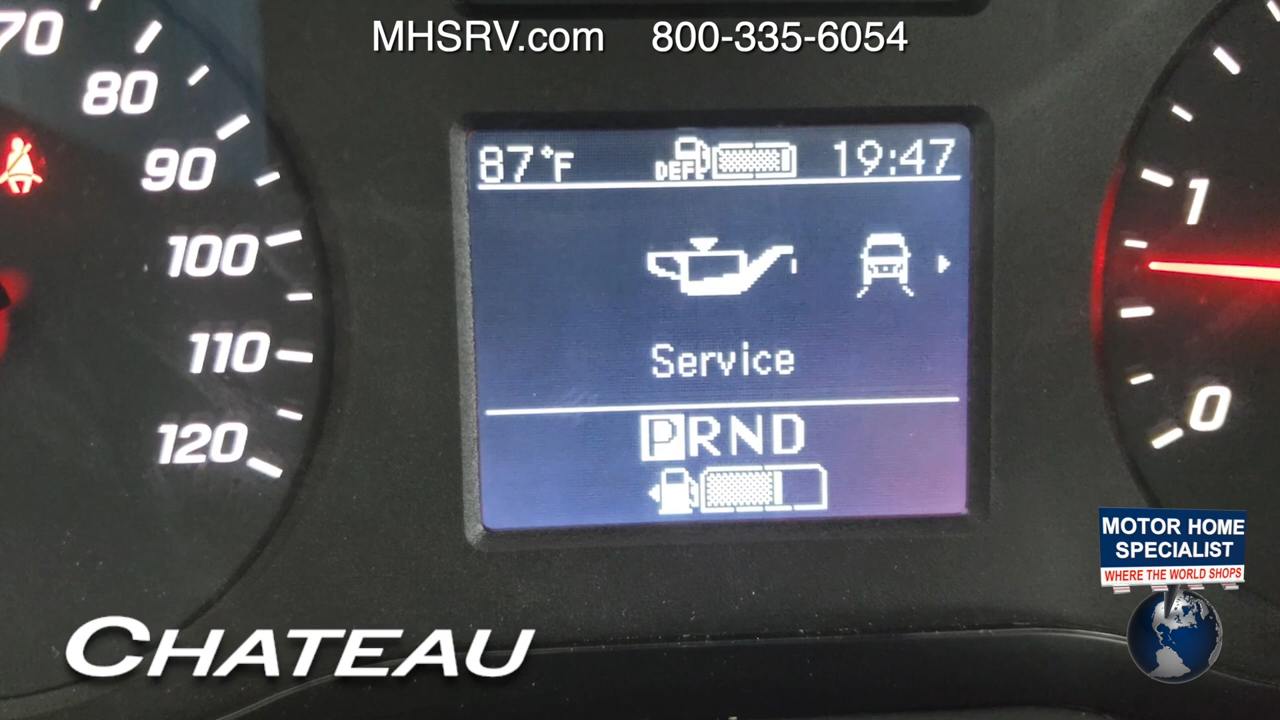 MHSRV.com 800-335-6054
70
80
90
100
110
120
87°F DEF 19:47
Service
PRND
1
0
CHATEAU
MOTOR HOME
SPECIALIST
WHERE THE WORLD SHOPS